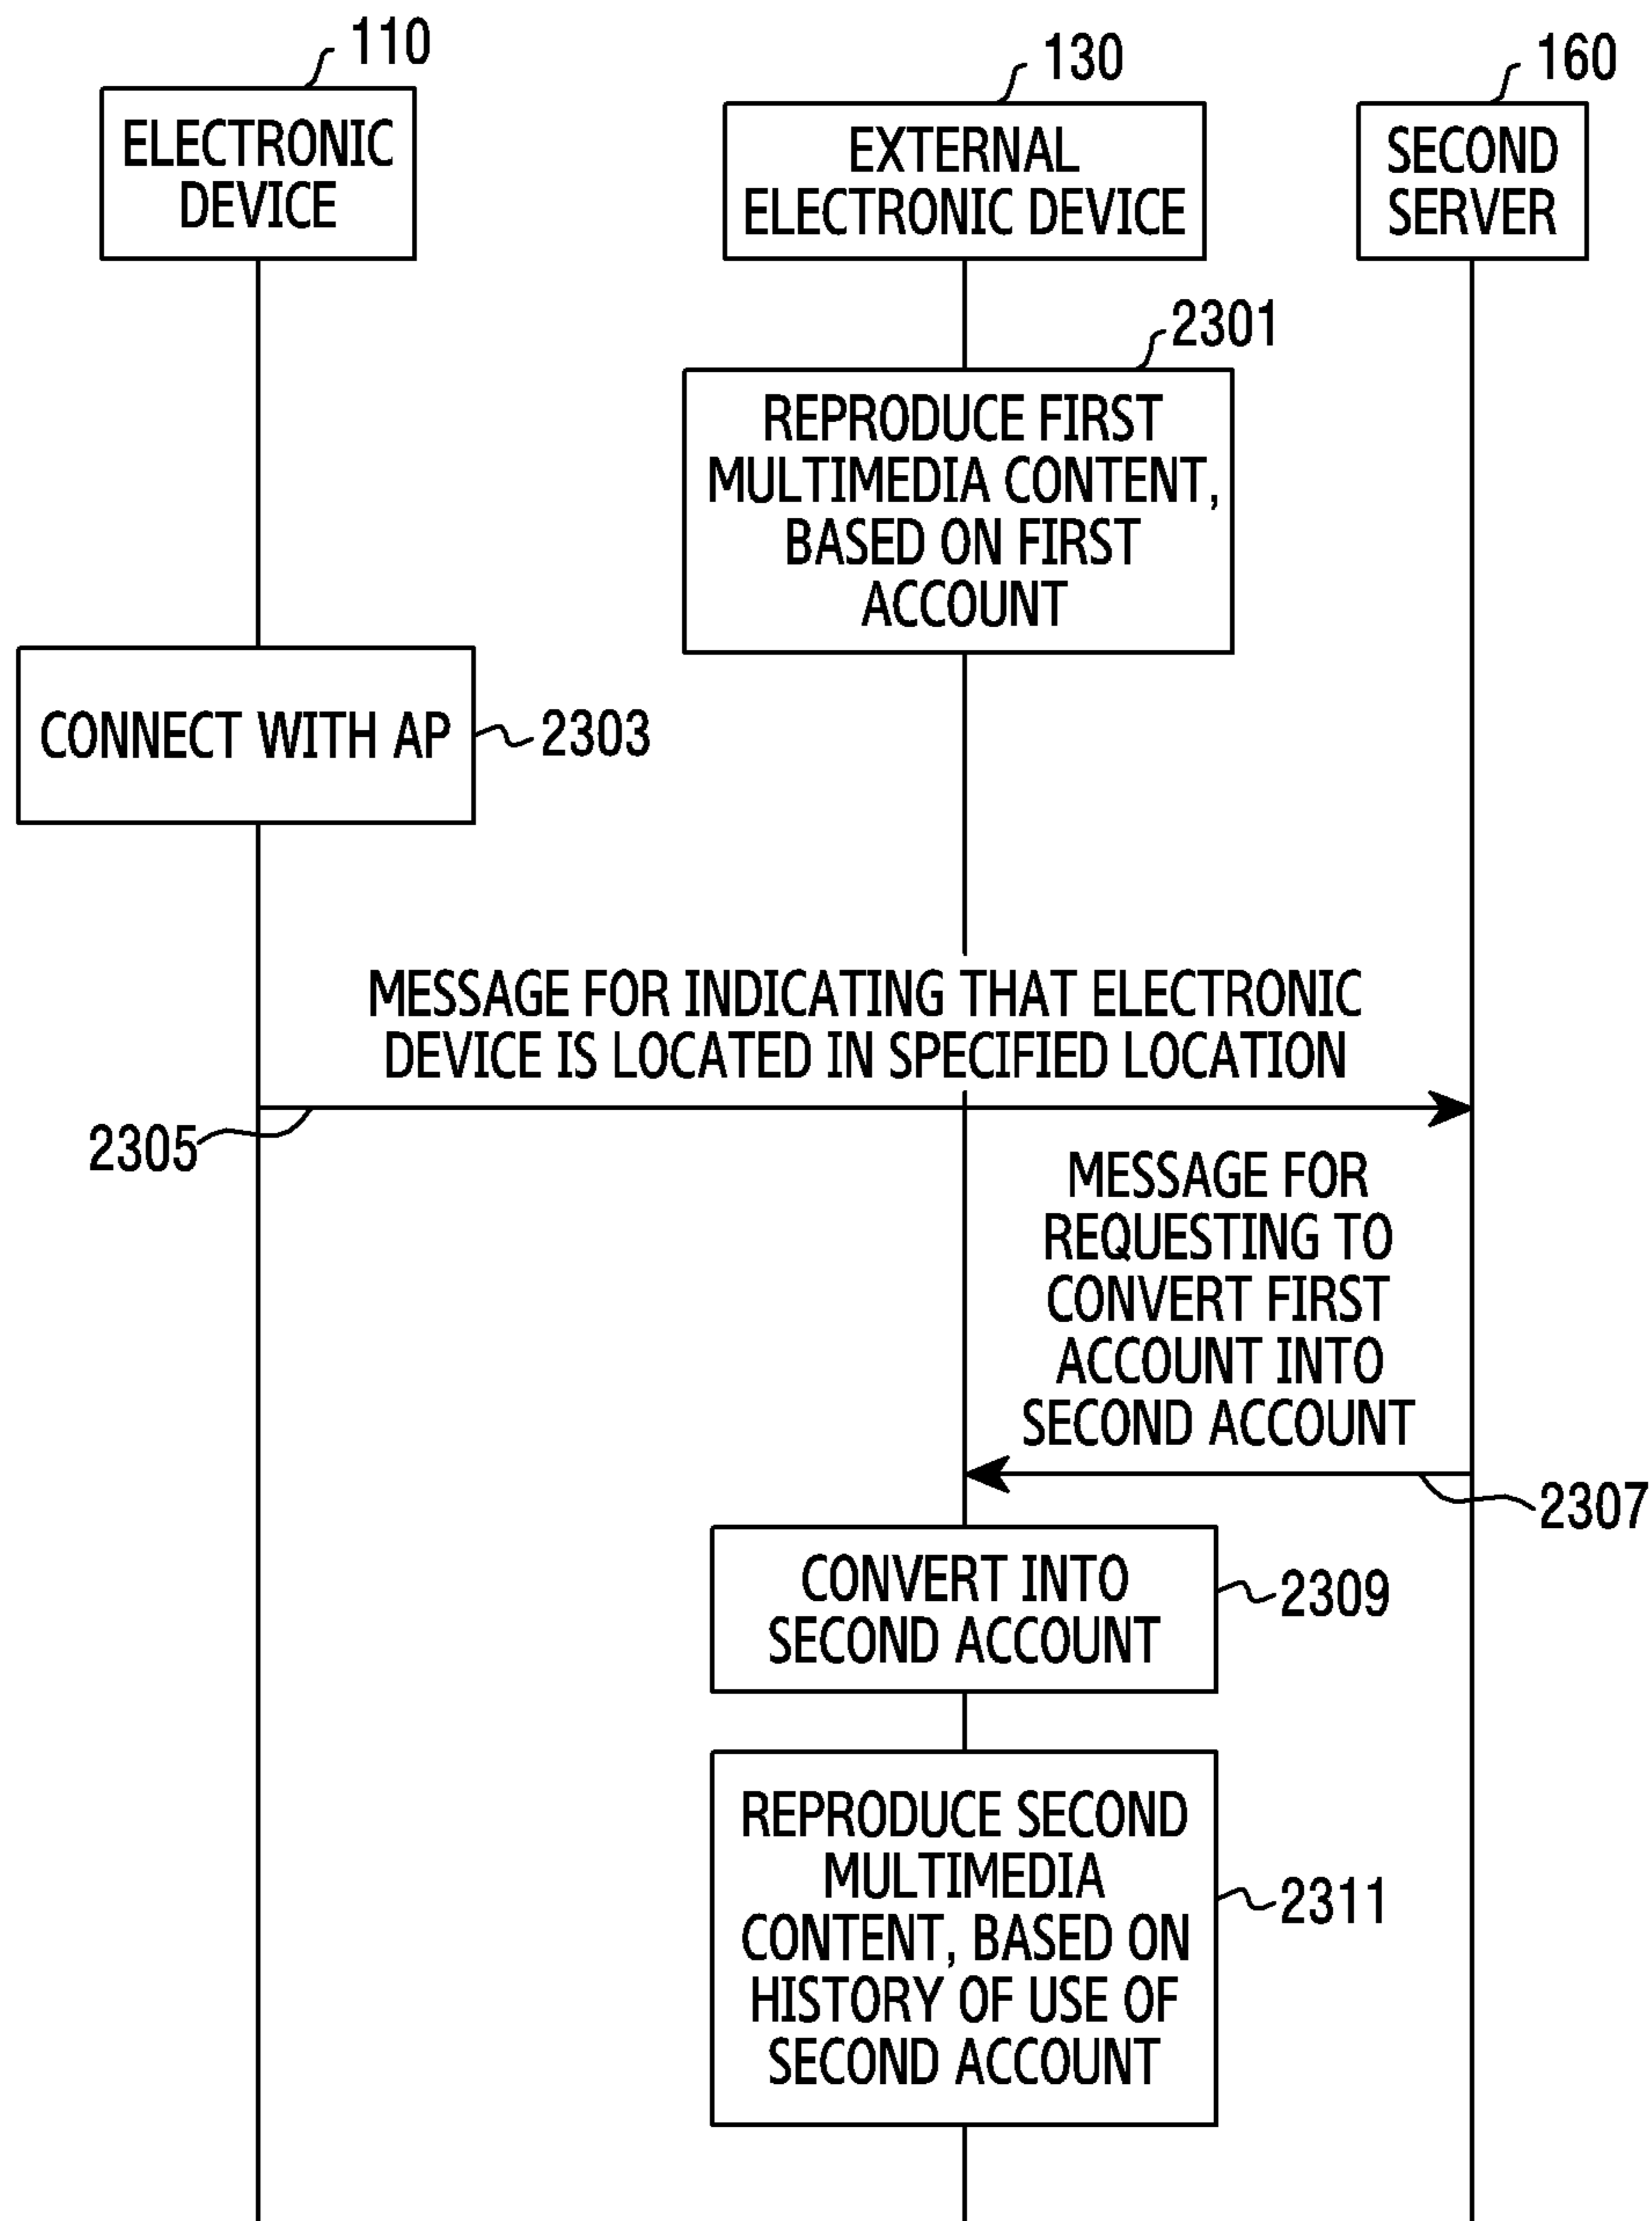 110
130
160
ELECTRONIC
DEVICE
EXTERNAL
ELECTRONIC DEVICE
SECOND
SERVER
2301
REPRODUCE FIRST
MULTIMEDIA CONTENT,
BASED ON FIRST
ACCOUNT
CONNECT WITH AP
2303
MESSAGE FOR INDICATING THAT ELECTRONIC
DEVICE IS LOCATED IN SPECIFIED LOCATION
2305
MESSAGE FOR
REQUESTING TO
CONVERT FIRST
ACCOUNT INTO
SECOND ACCOUNT
2307
CONVERT INTO
SECOND ACCOUNT
2309
REPRODUCE SECOND
MULTIMEDIA
CONTENT, BASED ON
HISTORY OF USE OF
SECOND ACCOUNT
2311